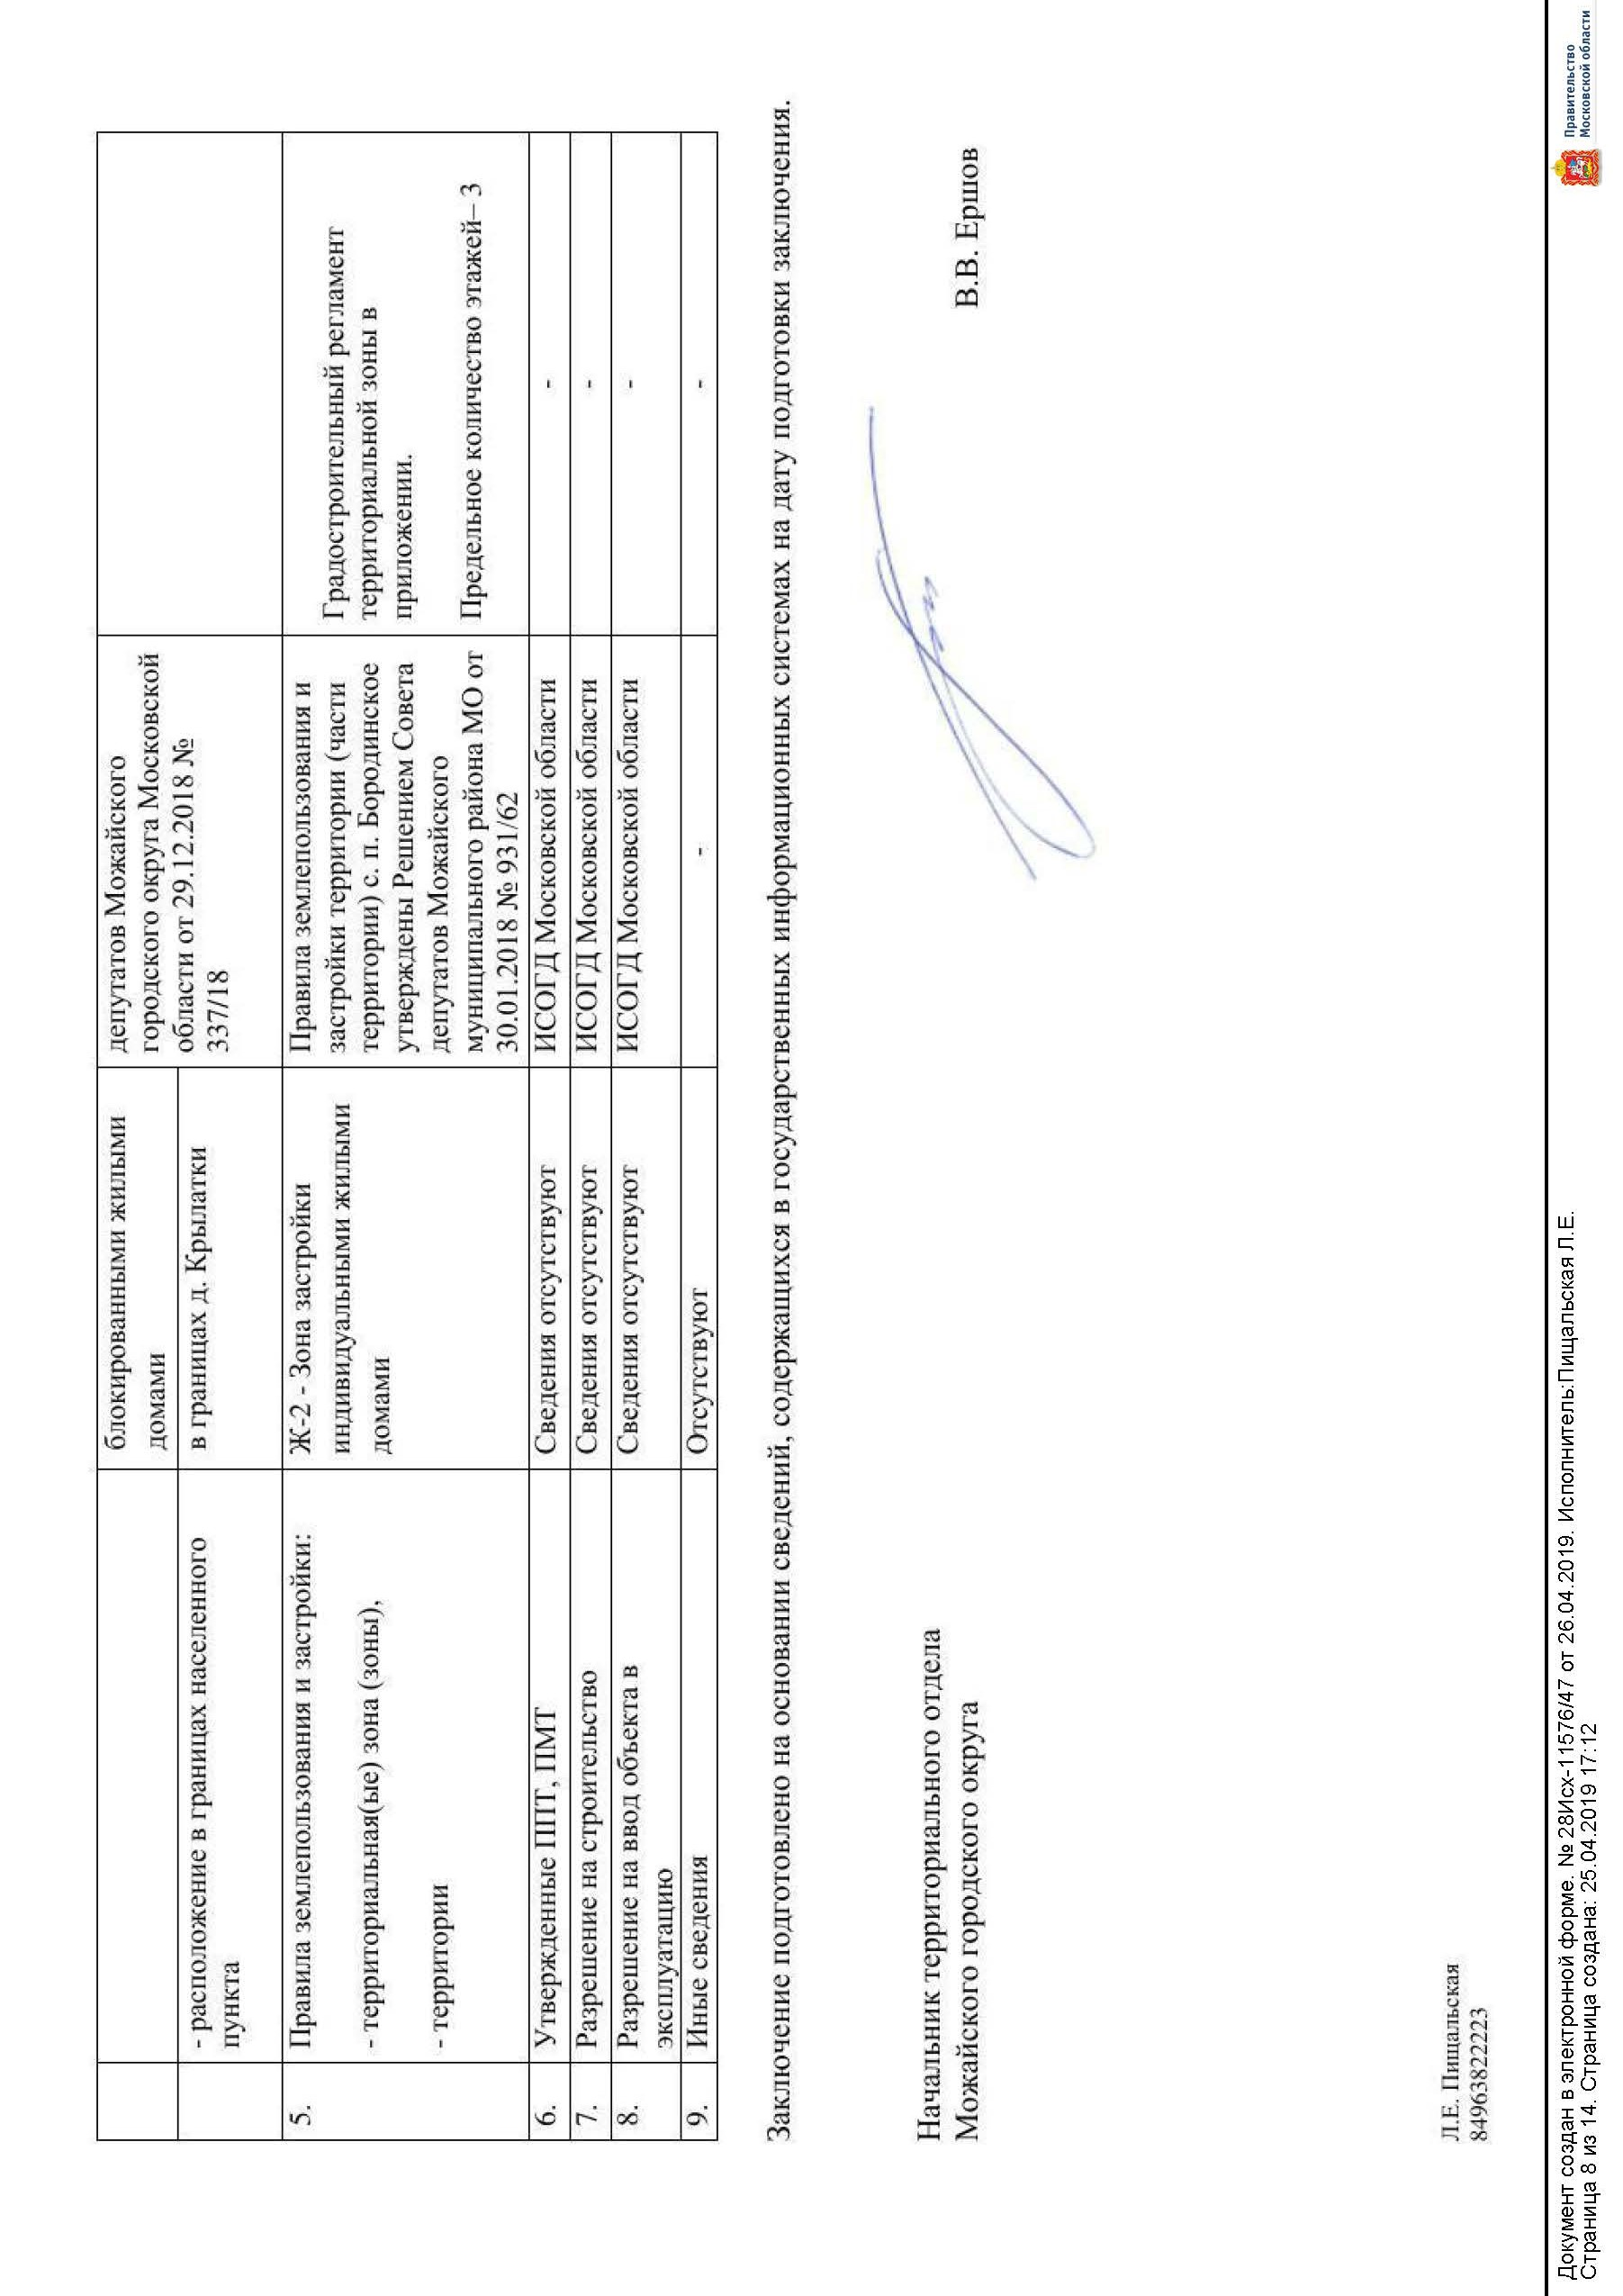 блокированными жилыми
домами
депутатов Можайского
городского округа Московской
области от 29.12.2018 №
337/18
- расположение в границах населенного
пункта
в границах д. Крылатки
5.
Правила землепользования и застройки:
- территориальная(ые) зона (зоны),
- территории
Ж-2 - Зона застройки
индивидуальными жилыми
домами
Правила землепользования и
застройки территории (части
территории) с. п. Бородинское
утверждены Решением Совета
депутатов Можайского
муниципального района МО от
30.01.2018 № 931/62
Градостроительный регламент
территориальной зоны в
приложении.
Предельное количество этажей– 3
6. Утвержденные ППТ, ПМТ Сведения отсутствуют ИСОГД Московской области -
7. Разрешение на строительство Сведения отсутствуют ИСОГД Московской области -
8. Разрешение на ввод объекта в Сведения отсутствуют ИСОГД Московской области -
эксплуатацию
9. Иные сведения Отсутствуют - -
Заключение подготовлено на основании сведений, содержащихся в государственных информационных системах на дату подготовки заключения.
Начальник территориального отдела
Можайского городского округа В.В. Ершов
Л.Е. Пищальская
84963822223
Документ создан в электронной форме. № 28Исх-11576/47 от 26.04.2019. Исполнитель:Пищальская Л.Е.
Страница 8 из 14. Страница создана: 25.04.2019 17:12
Правительство
Московской области